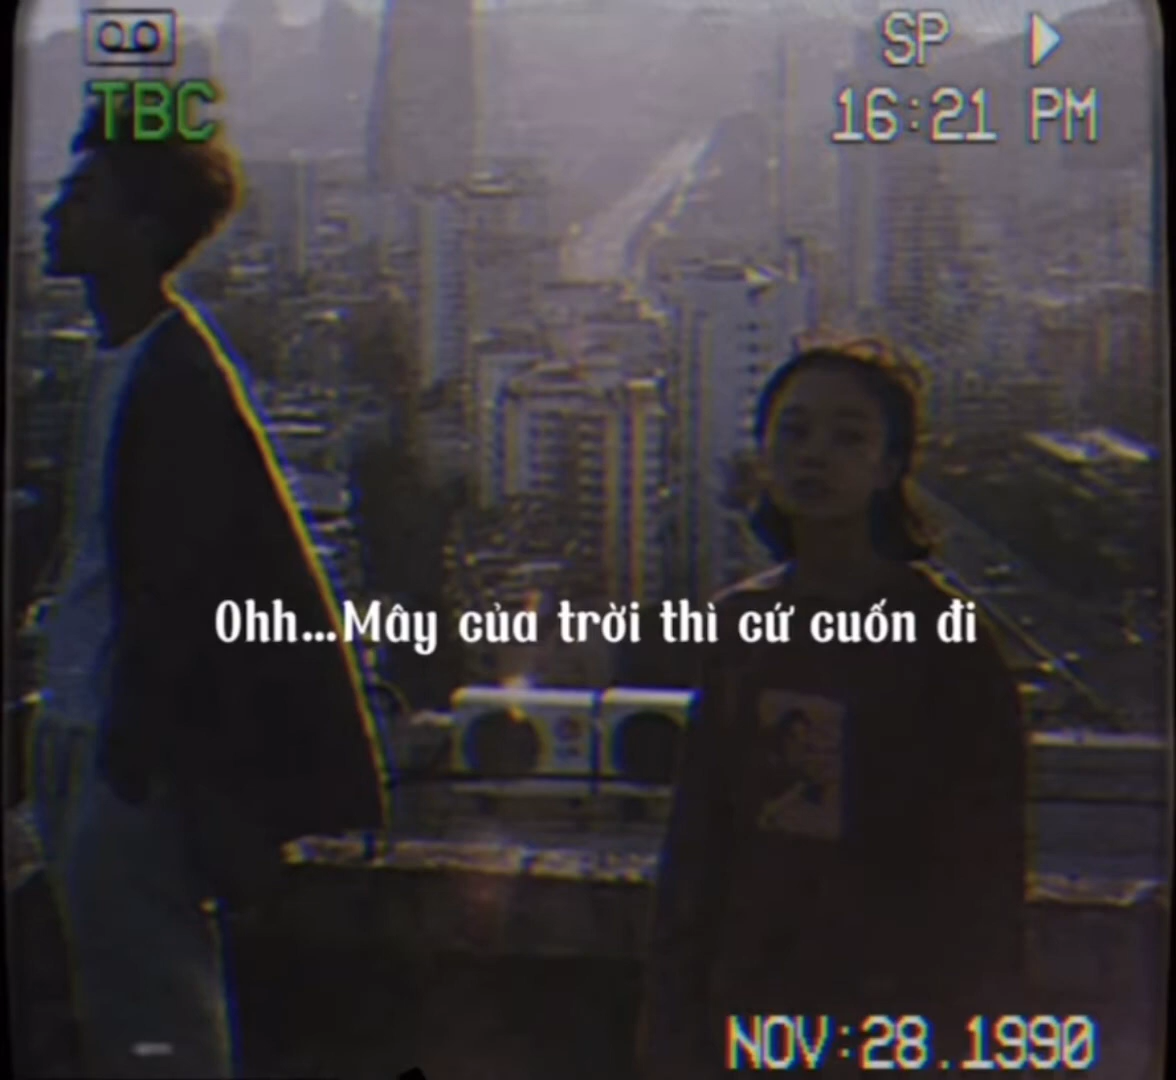 SP
TBC
16:21 PM
Ohh...Mây của trời thì cứ cuốn đi
NOV:28.1990